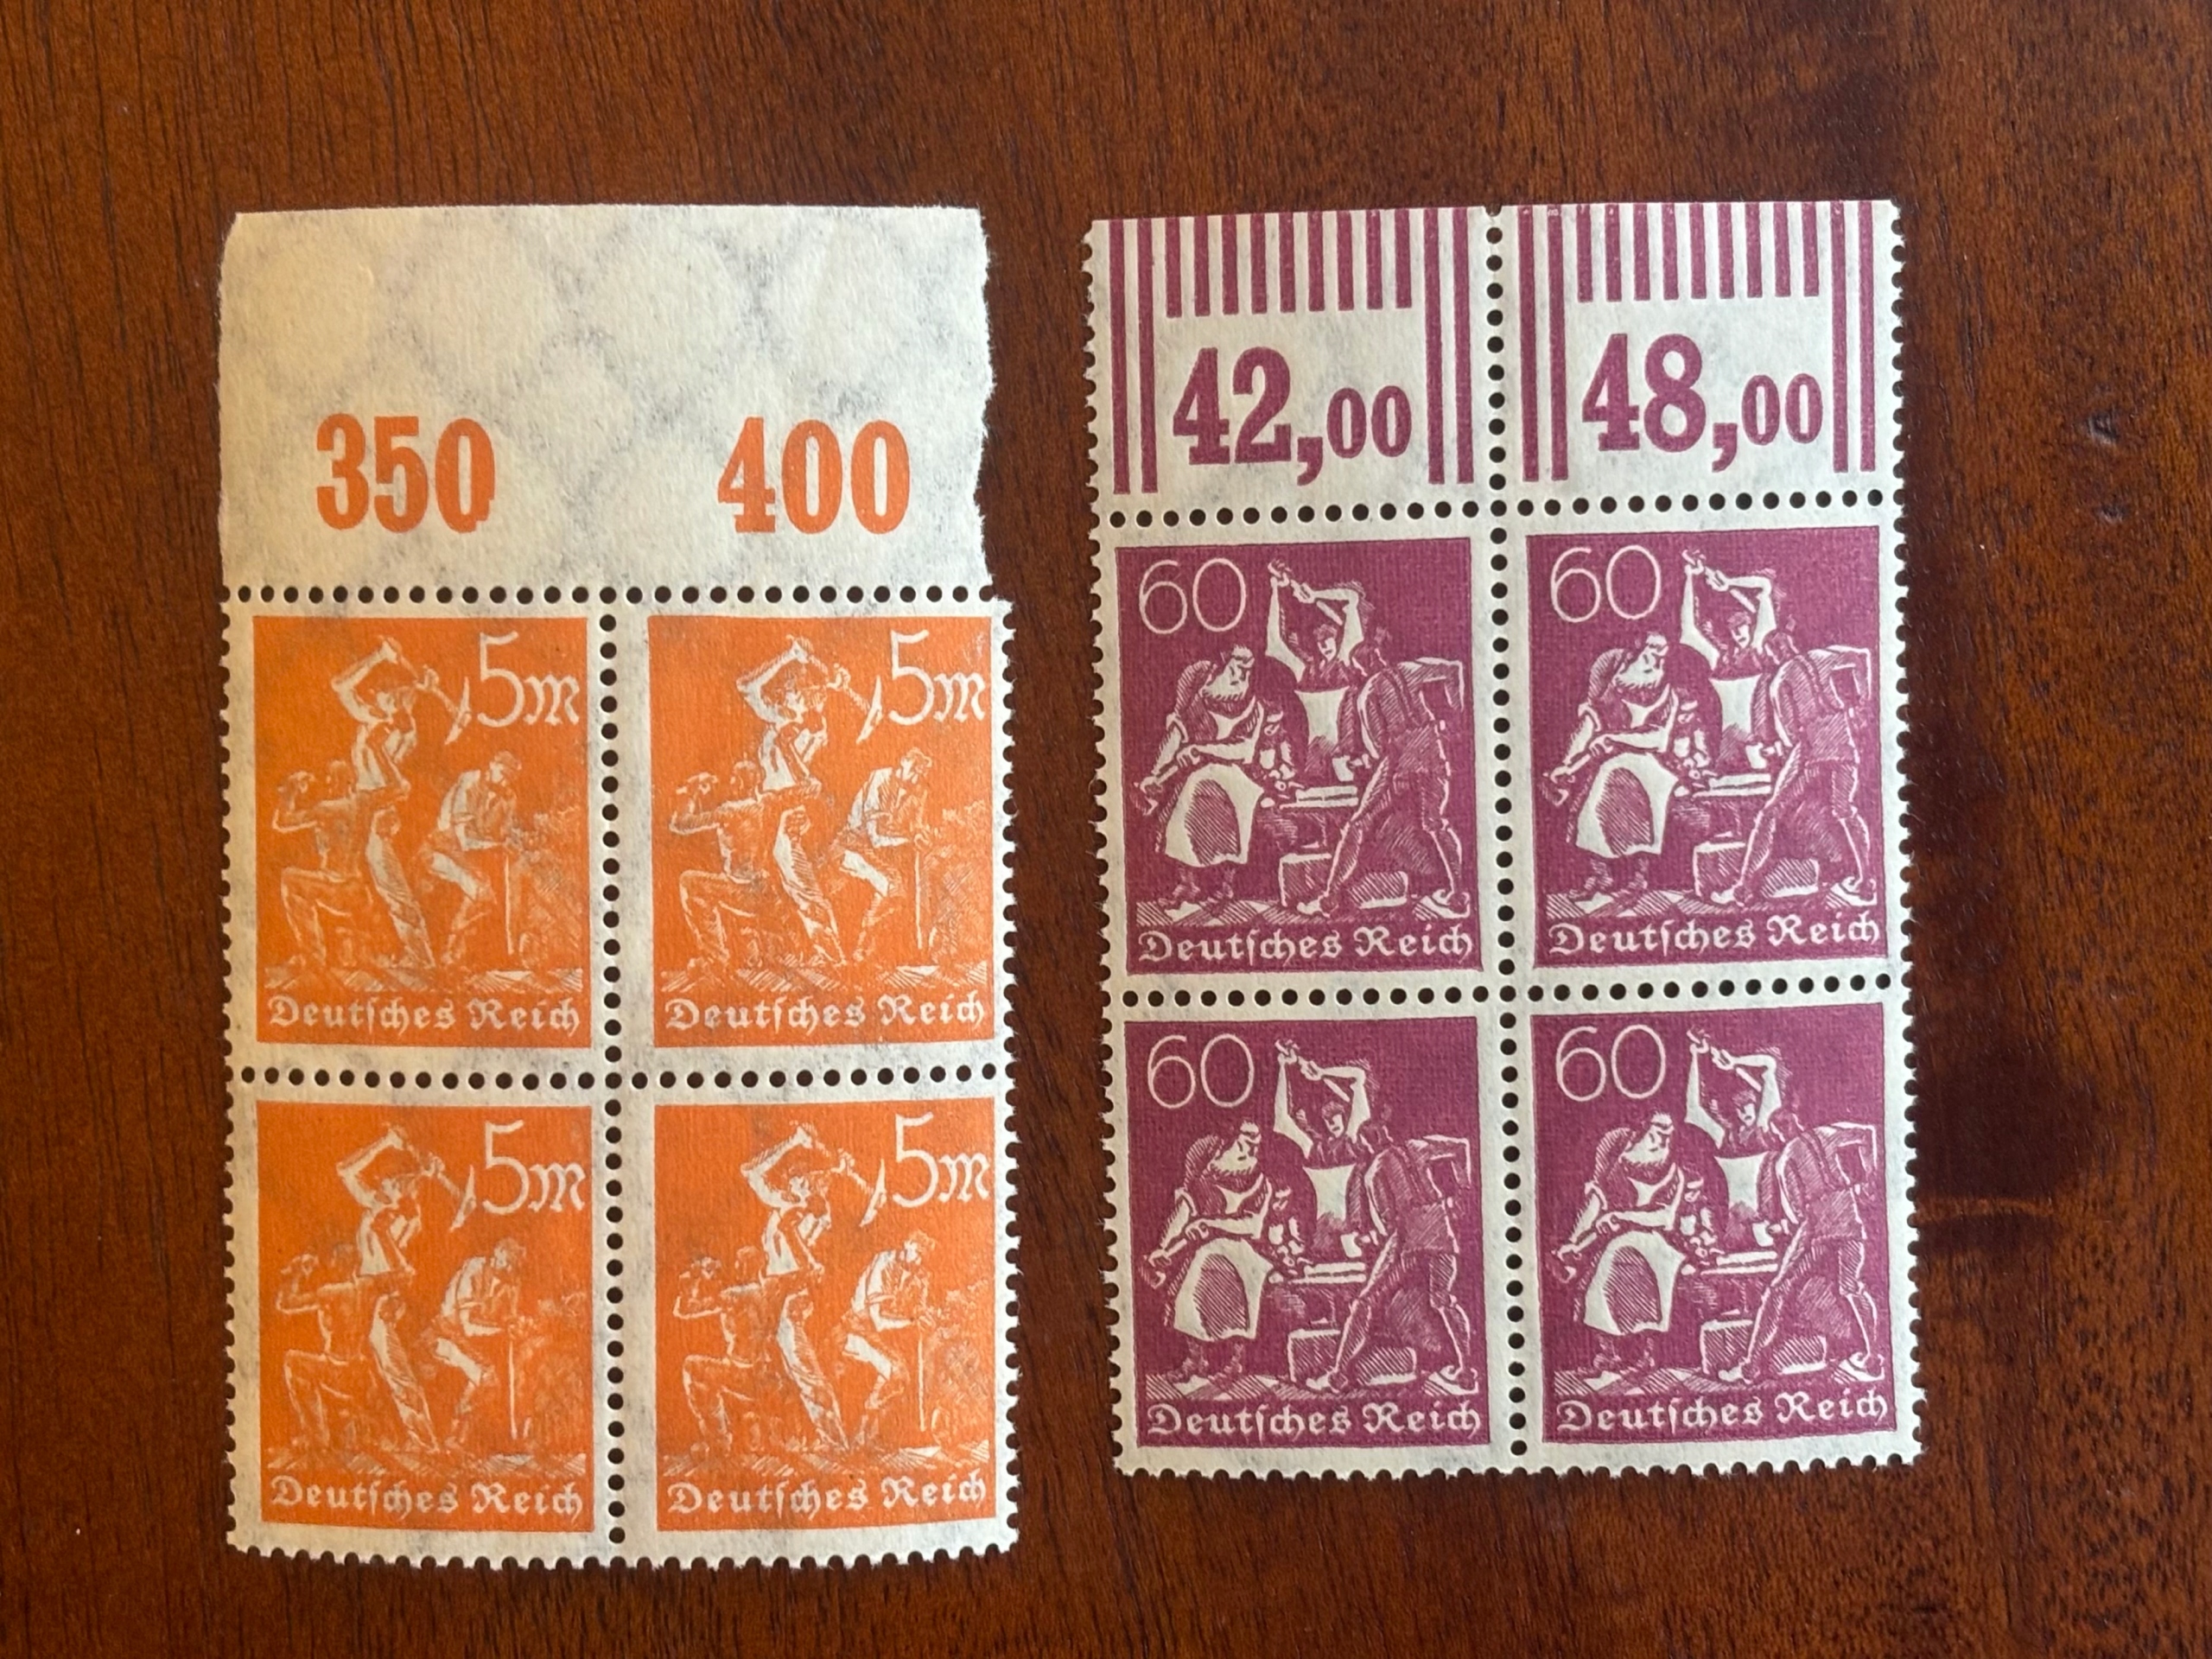 350 400
5m 5m
Deutſches Reich Deutſches Reich
5m 5m
Deutſches Reich Deutſches Reich
42,00 48,00
60 60
Deutſches Reich Deutſches Reich
60 60
Deutſches Reich Deutſches Reich